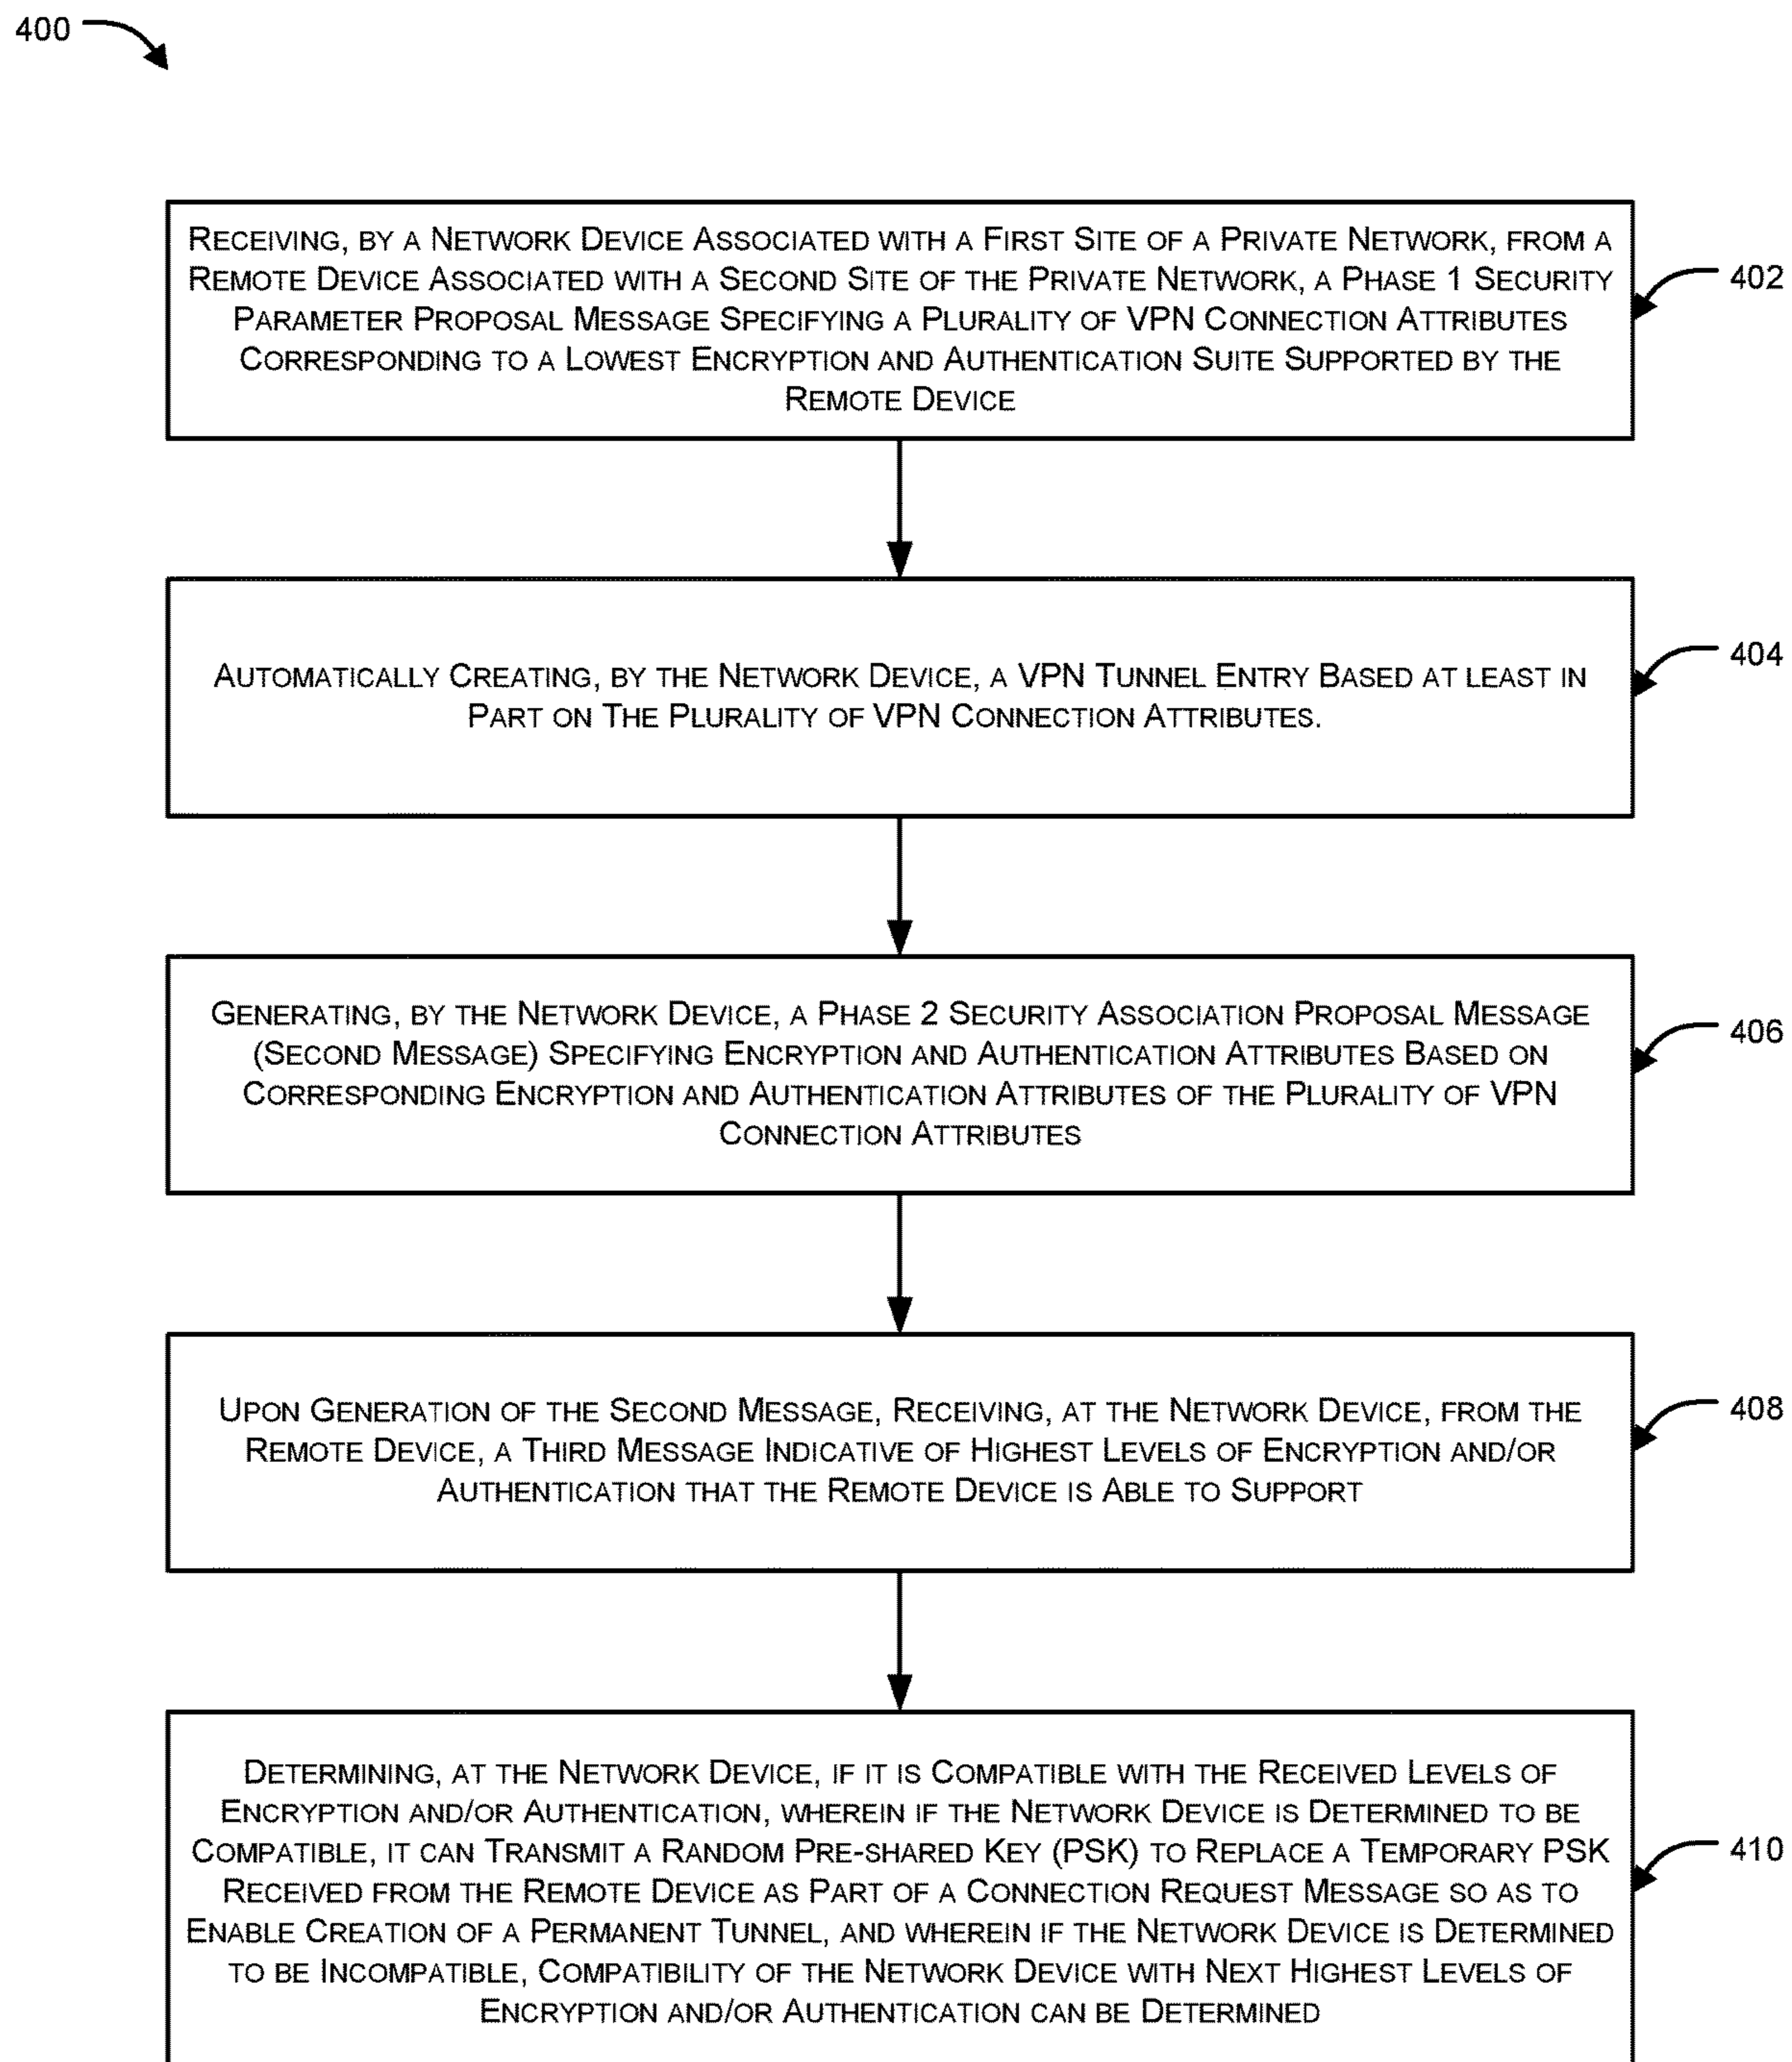 400
RECEIVING, BY A NETWORK DEVICE ASSOCIATED WITH A FIRST SITE OF A PRIVATE NETWORK, FROM A
REMOTE DEVICE ASSOCIATED WITH A SECOND SITE OF THE PRIVATE NETWORK, A PHASE 1 SECURITY
PARAMETER PROPOSAL MESSAGE SPECIFYING A PLURALITY OF VPN CONNECTION ATTRIBUTES
CORRESPONDING TO A LOWEST ENCRYPTION AND AUTHENTICATION SUITE SUPPORTED BY THE
REMOTE DEVICE
402
AUTOMATICALLY CREATING, BY THE NETWORK DEVICE, A VPN TUNNEL ENTRY BASED AT LEAST IN
PART ON THE PLURALITY OF VPN CONNECTION ATTRIBUTES.
404
GENERATING, BY THE NETWORK DEVICE, A PHASE 2 SECURITY ASSOCIATION PROPOSAL MESSAGE
(SECOND MESSAGE) SPECIFYING ENCRYPTION AND AUTHENTICATION ATTRIBUTES BASED ON
CORRESPONDING ENCRYPTION AND AUTHENTICATION ATTRIBUTES OF THE PLURALITY OF VPN
CONNECTION ATTRIBUTES
406
UPON GENERATION OF THE SECOND MESSAGE, RECEIVING, AT THE NETWORK DEVICE, FROM THE
REMOTE DEVICE, A THIRD MESSAGE INDICATIVE OF HIGHEST LEVELS OF ENCRYPTION AND/OR
AUTHENTICATION THAT THE REMOTE DEVICE IS ABLE TO SUPPORT
408
DETERMINING, AT THE NETWORK DEVICE, IF IT IS COMPATIBLE WITH THE RECEIVED LEVELS OF
ENCRYPTION AND/OR AUTHENTICATION, WHEREIN IF THE NETWORK DEVICE IS DETERMINED TO BE
COMPATIBLE, IT CAN TRANSMIT A RANDOM PRE-SHARED KEY (PSK) TO REPLACE A TEMPORARY PSK
RECEIVED FROM THE REMOTE DEVICE AS PART OF A CONNECTION REQUEST MESSAGE SO AS TO
ENABLE CREATION OF A PERMANENT TUNNEL, AND WHEREIN IF THE NETWORK DEVICE IS DETERMINED
TO BE INCOMPATIBLE, COMPATIBILITY OF THE NETWORK DEVICE WITH NEXT HIGHEST LEVELS OF
ENCRYPTION AND/OR AUTHENTICATION CAN BE DETERMINED
410